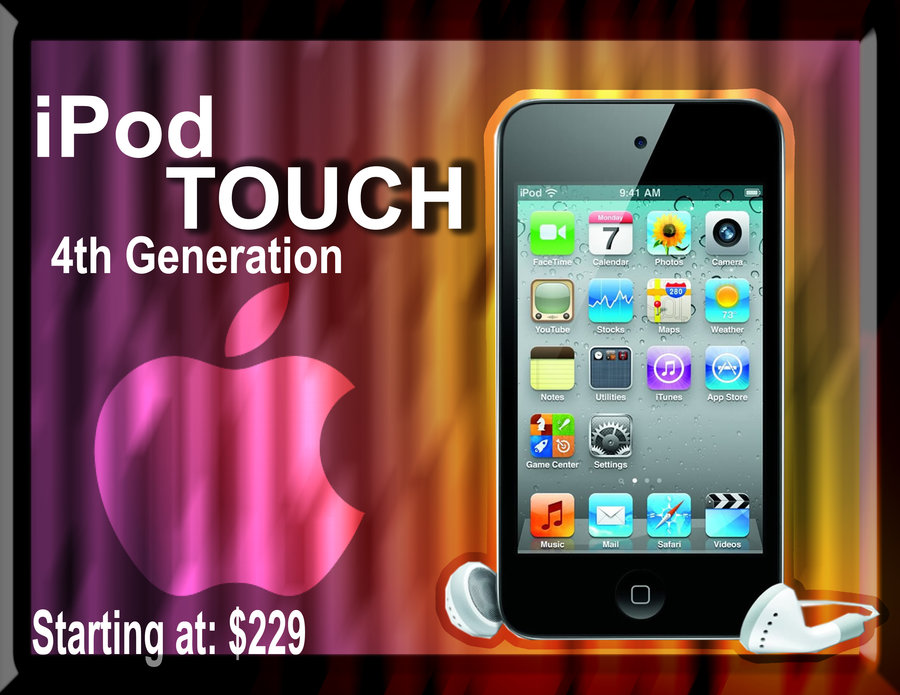 iPod
TOUCH
4th Generation
Starting at: $229
iPod 9:41 AM
Monday
7
FaceTime Calendar Photos Camera
280
73°
YouTube Stocks Maps Weather
Notes Utilities iTunes App Store
Game Center Settings
Music Mail Safari Videos